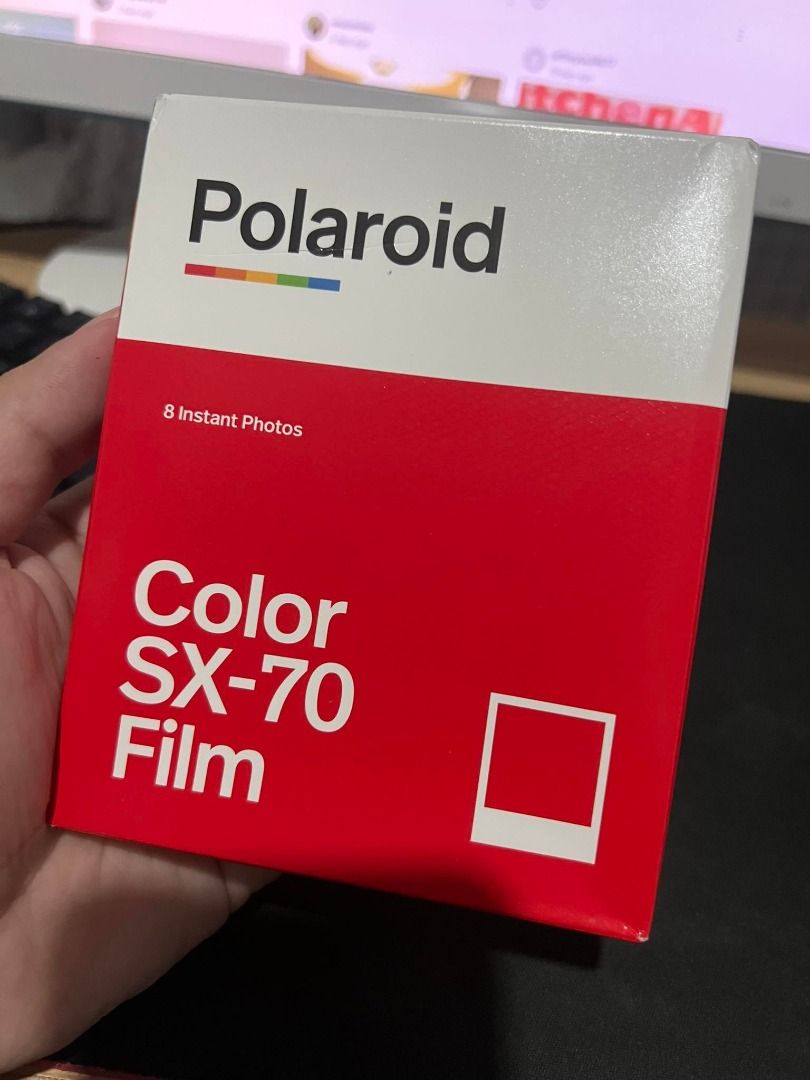 Polaroid
8 Instant Photos
Color
SX-70
Film